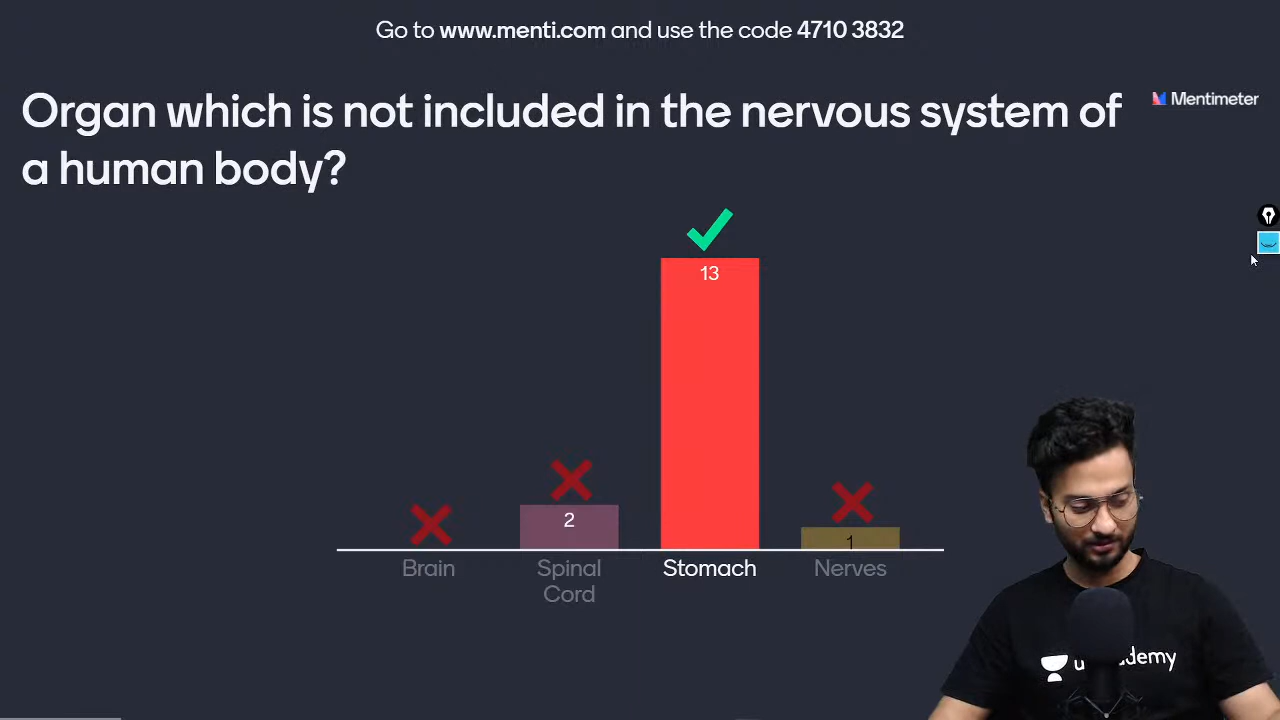 Go to www.menti.com and use the code 4710 3832
Organ which is not included in the nervous system of
a human body?
Mentimeter
13
2
1
Brain
Spinal
Cord
Stomach
Nerves